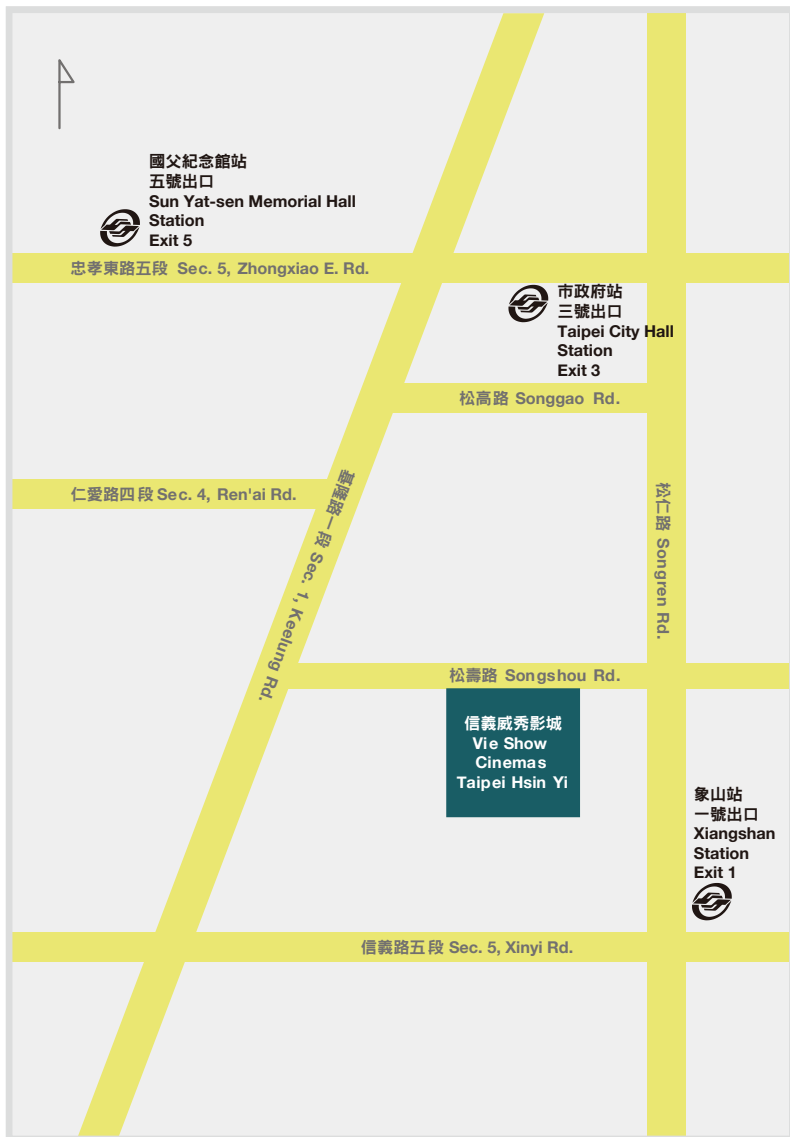 國父紀念館站
五號出口
Sun Yat-sen Memorial Hall
Station
Exit 5
忠孝東路五段 Sec. 5, Zhongxiao E. Rd.
市政府站
三號出口
Taipei City Hall
Station
Exit 3
松高路 Songgao Rd.
仁愛路四段 Sec. 4, Ren'ai Rd.
基隆路一段 Sec. 1, Keelung Rd.
松仁路 Songren Rd.
松壽路 Songshou Rd.
信義威秀影城
Vie Show
Cinemas
Taipei Hsin Yi
象山站
一號出口
Xiangshan
Station
Exit 1
信義路五段 Sec. 5, Xinyi Rd.